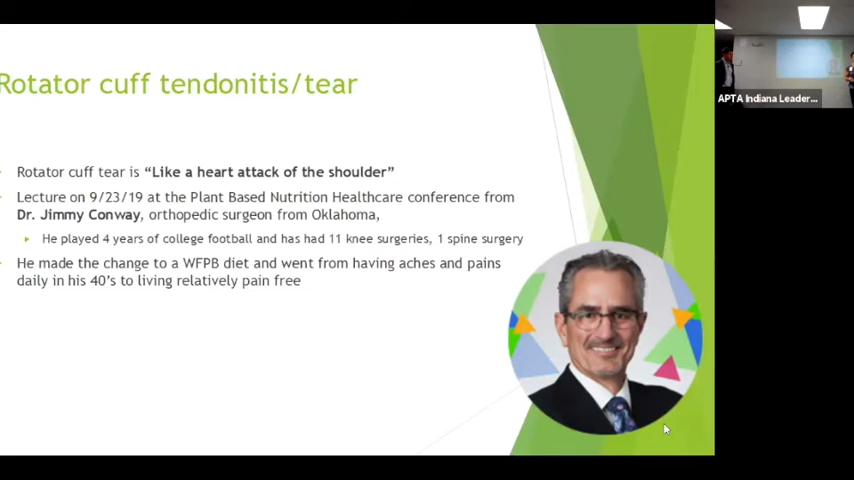 Rotator cuff tendonitis/tear
Rotator cuff tear is “Like a heart attack of the shoulder”
Lecture on 9/23/19 at the Plant Based Nutrition Healthcare conference from
Dr. Jimmy Conway, orthopedic surgeon from Oklahoma,
He played 4 years of college football and has had 11 knee surgeries, 1 spine surgery
He made the change to a WFPB diet and went from having aches and pains
daily in his 40’s to living relatively pain free
APTA Indiana Leader...